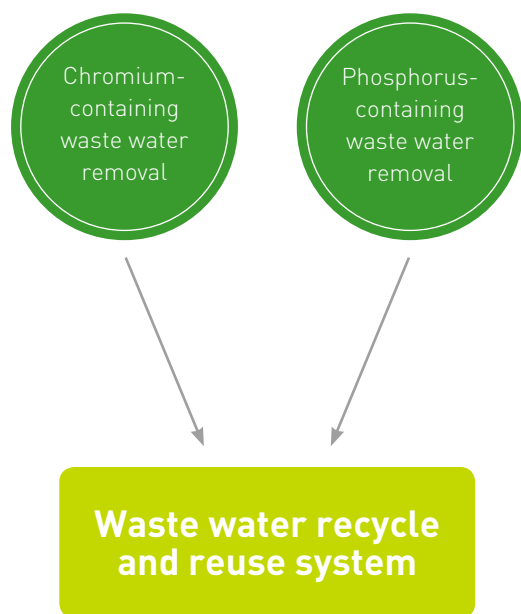 Chromium-
containing
waste water
removal
Phosphorus-
containing
waste water
removal
Waste water recycle
and reuse system